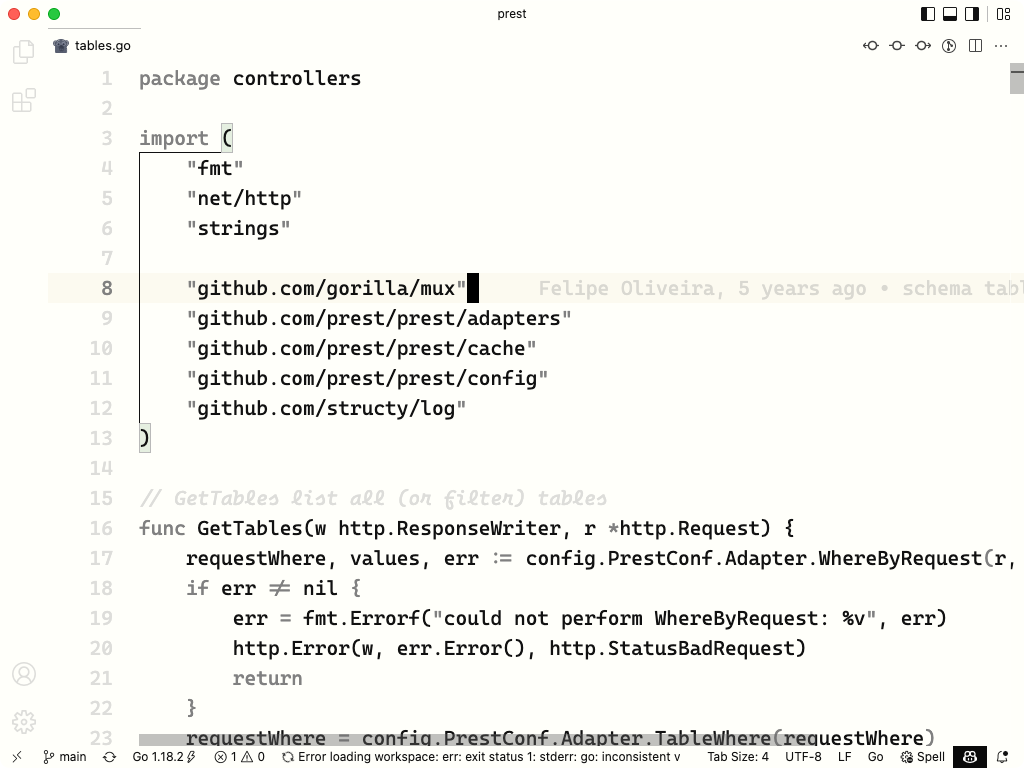 prest
tables.go
1 package controllers
2
3 import (
4 "fmt"
5 "net/http"
6 "strings"
7
8 "github.com/gorilla/mux" Felipe Oliveira, 5 years ago • schema tabl
9 "github.com/prest/prest/adapters"
10 "github.com/prest/prest/cache"
11 "github.com/prest/prest/config"
12 "github.com/structy/log"
13 )
14
15 // GetTables list all (or filter) tables
16 func GetTables(w http.ResponseWriter, r *http.Request) {
17 requestWhere, values, err := config.PrestConf.Adapter.WhereByRequest(r,
18 if err != nil {
19 err = fmt.Errorf("could not perform WhereByRequest: %v", err)
20 http.Error(w, err.Error(), http.StatusBadRequest)
21 return
22 }
23 requestWhere = config.PrestConf.Adapter.TableWhere(requestWhere)
main Go 1.18.2 1 0 Error loading workspace: err: exit status 1: stderr: go: inconsistent v Tab Size: 4 UTF-8 LF Go Spell